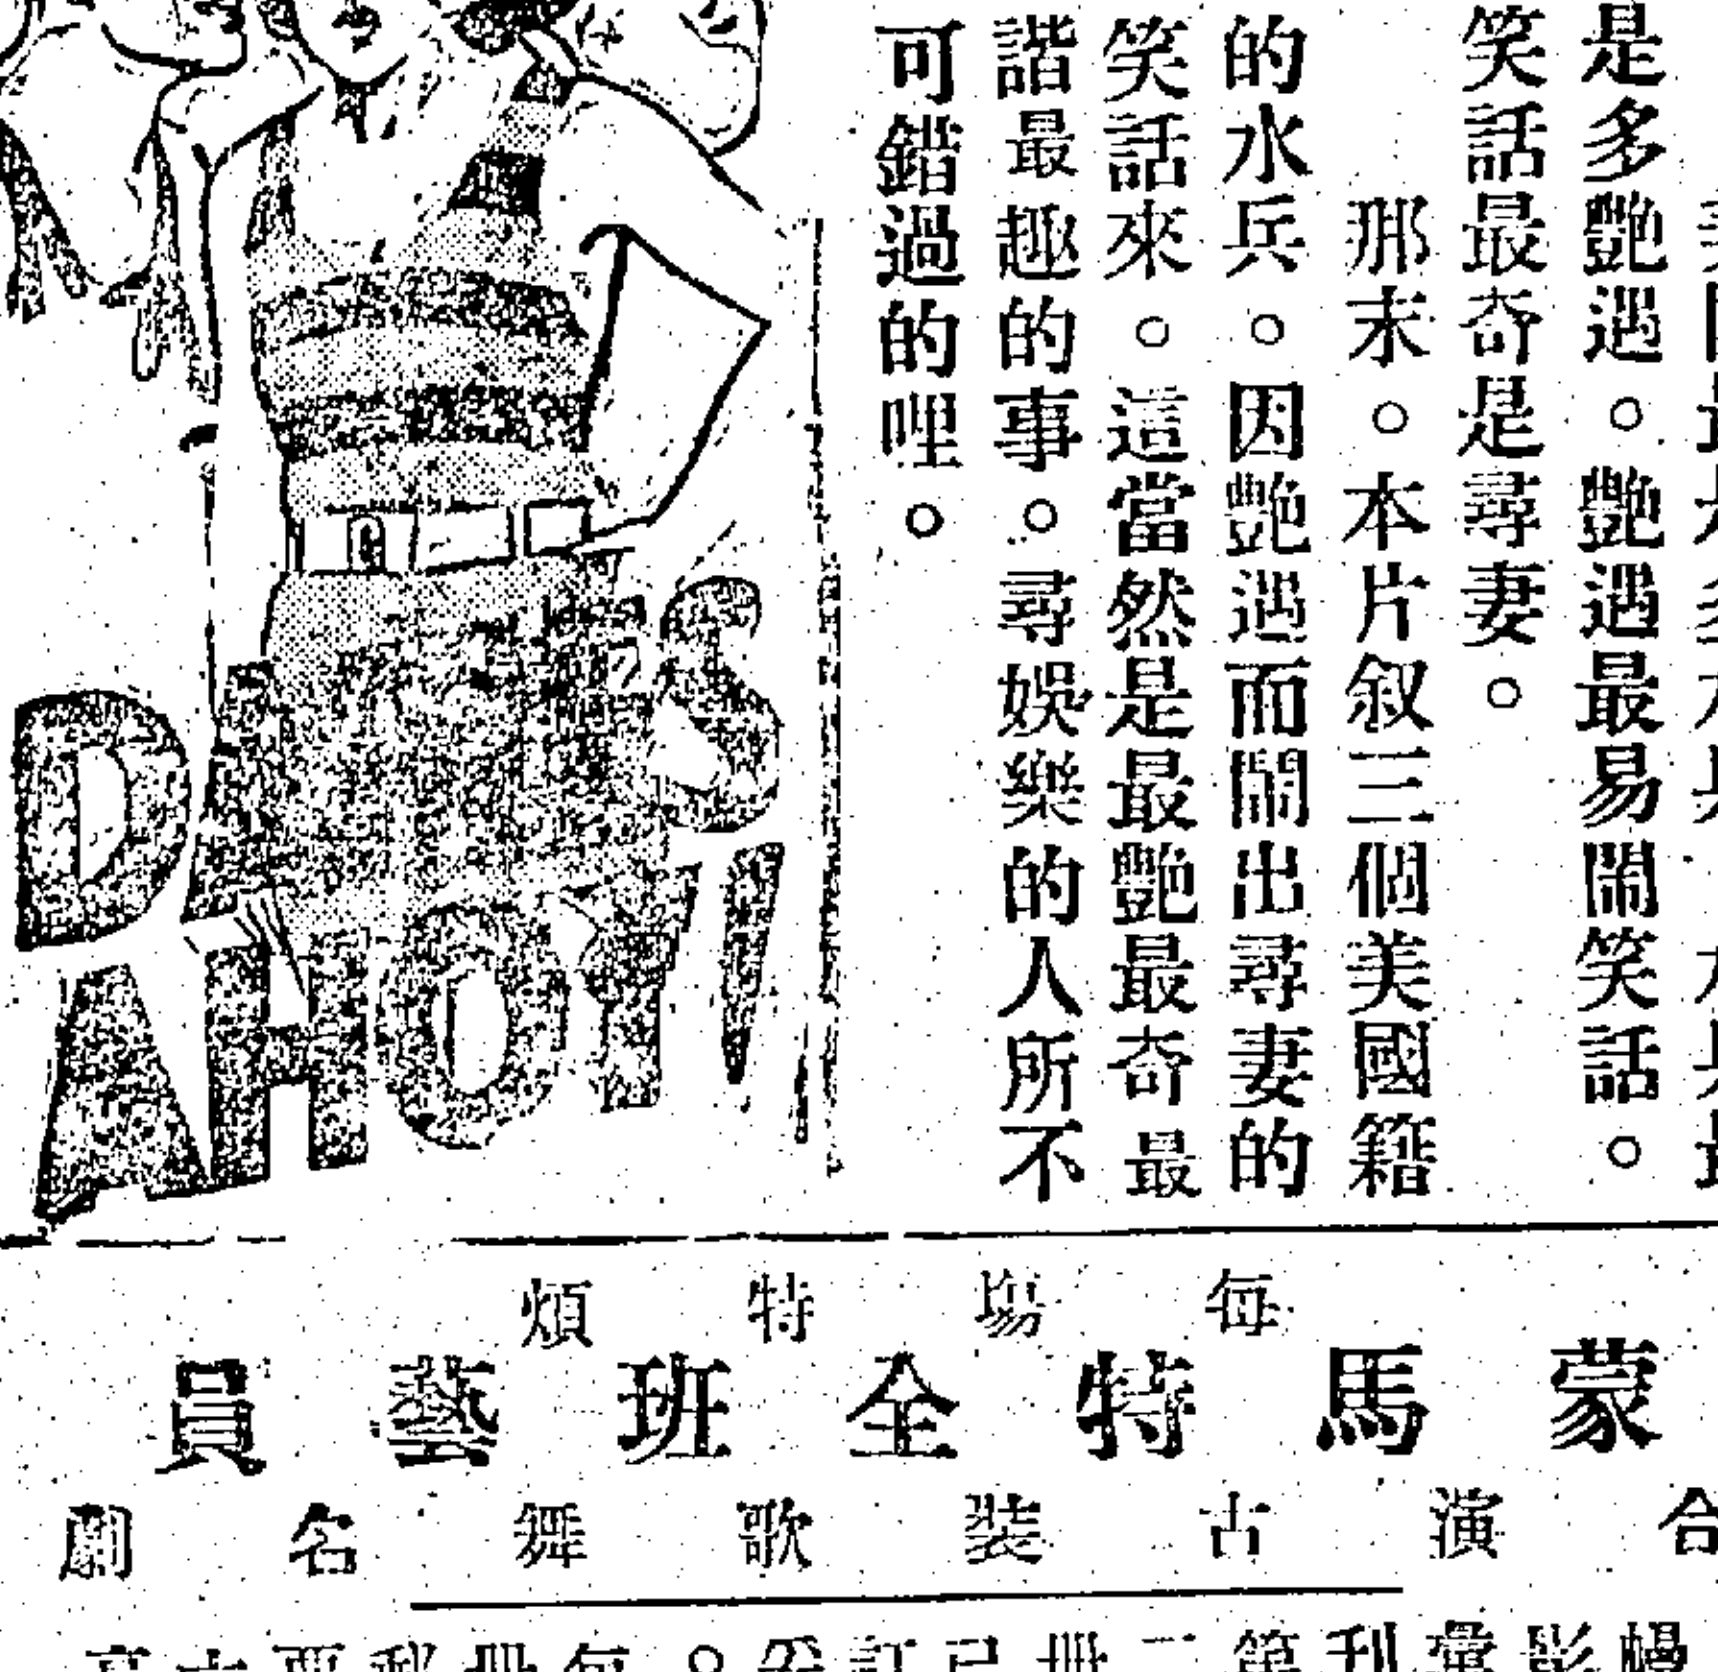 是多艷遇。艷遇最易鬧笑話。
笑話最奇是尋妻。
那末。本片叙三個美國籍
的水兵。因艷遇而鬧出尋妻的
笑話來。這當然是最艷最奇最
諧最趣的事。尋娛樂的人所不
可錯過的哩。
AHOY!
每場特煩
蒙馬特全班藝員
合演古裝歌舞名劇